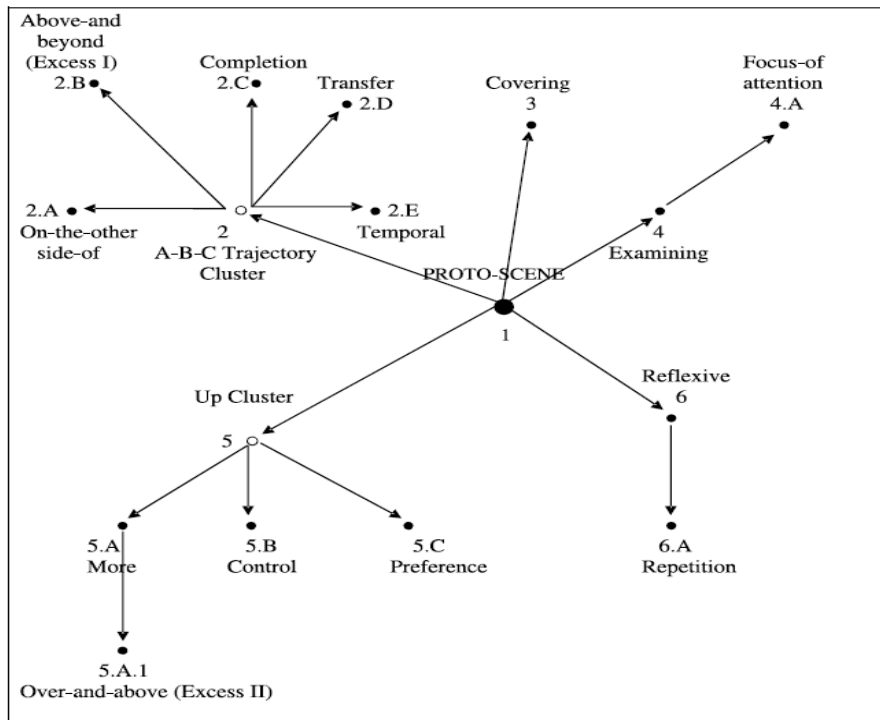 Above-and
beyond
(Excess I)
2.B
Completion
2.C
Transfer
2.D
Covering
3
Focus-of
attention
4.A
2.A
On-the-other
side-of
2
A-B-C Trajectory
Cluster
2.E
Temporal
4
Examining
PROTO-SCENE
1
Reflexive
6
Up Cluster
5
5.A
More
5.B
Control
5.C
Preference
6.A
Repetition
5.A.1
Over-and-above (Excess II)